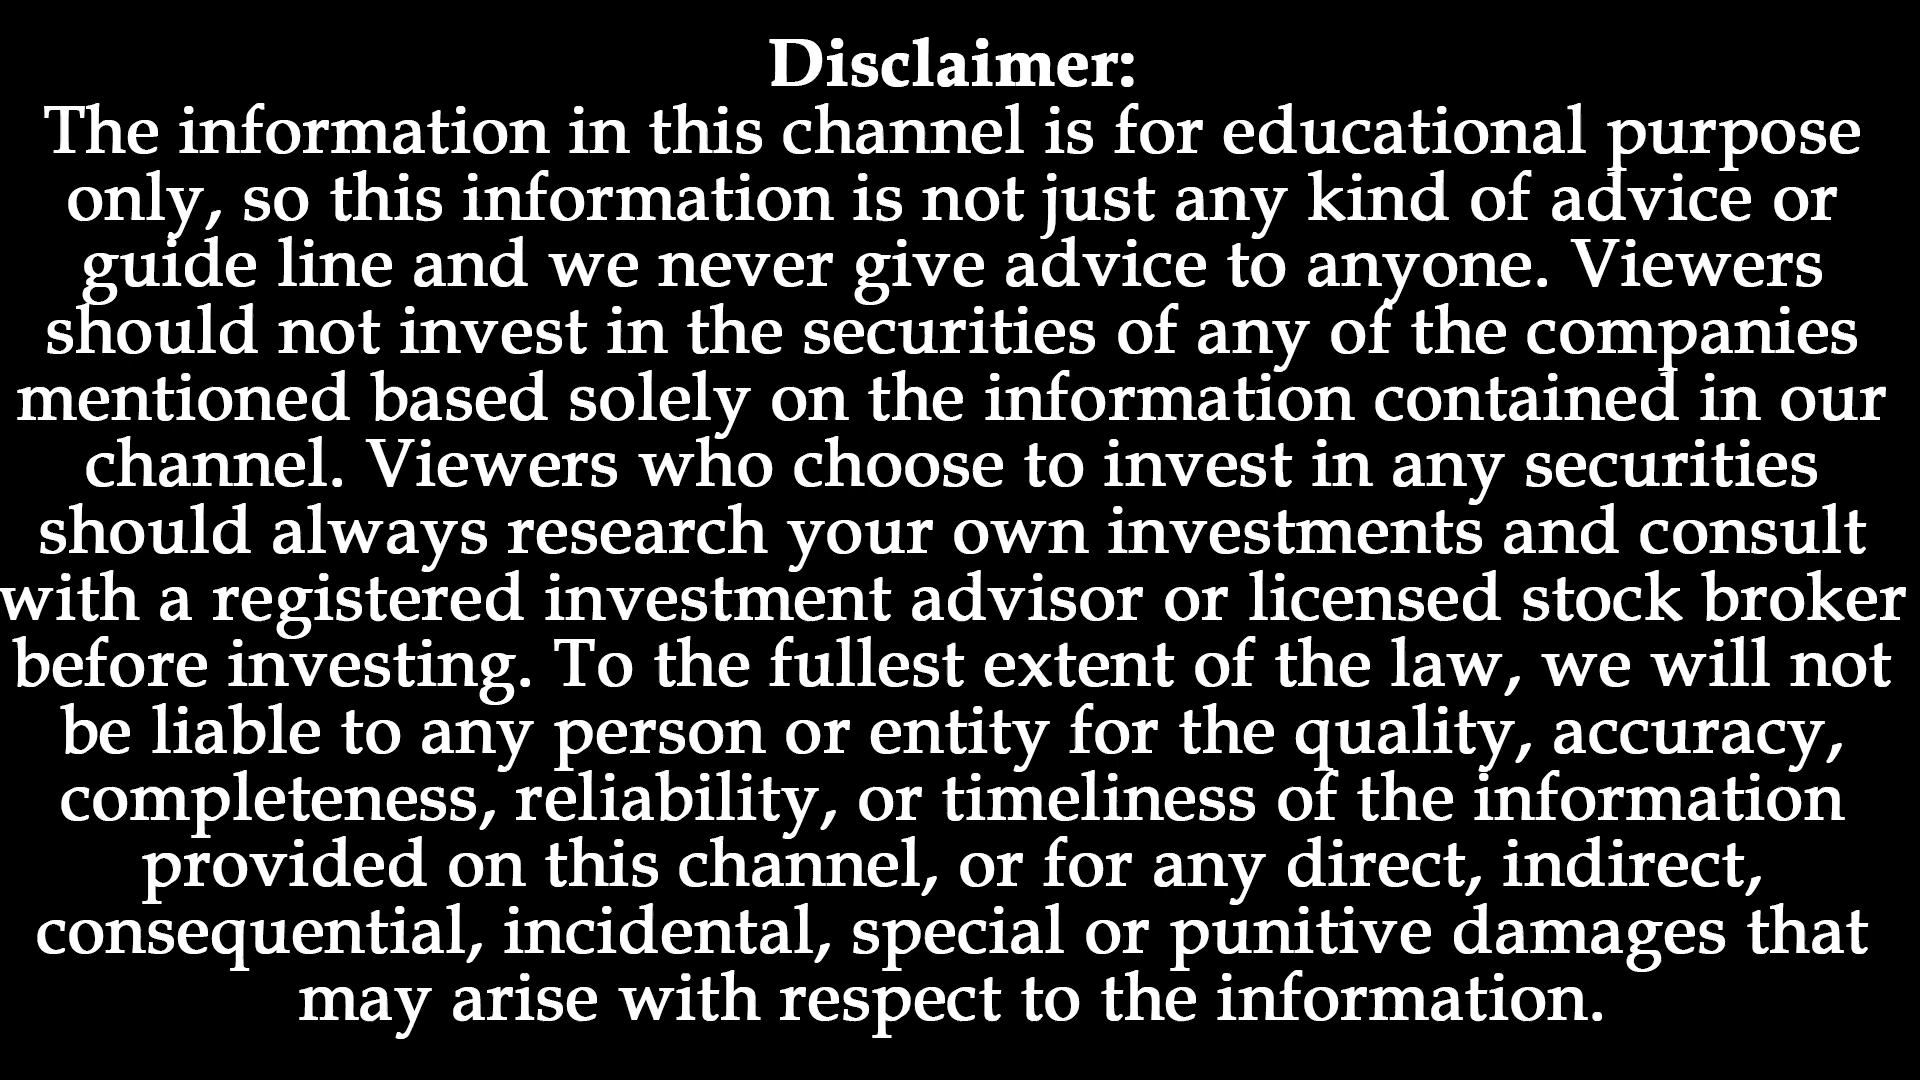 Disclaimer:
The information in this channel is for educational purpose
only, so this information is not just any kind of advice or
guide line and we never give advice to anyone. Viewers
should not invest in the securities of any of the companies
mentioned based solely on the information contained in our
channel. Viewers who choose to invest in any securities
should always research your own investments and consult
with a registered investment advisor or licensed stock broker
before investing. To the fullest extent of the law, we will not
be liable to any person or entity for the quality, accuracy,
completeness, reliability, or timeliness of the information
provided on this channel, or for any direct, indirect,
consequential, incidental, special or punitive damages that
may arise with respect to the information.